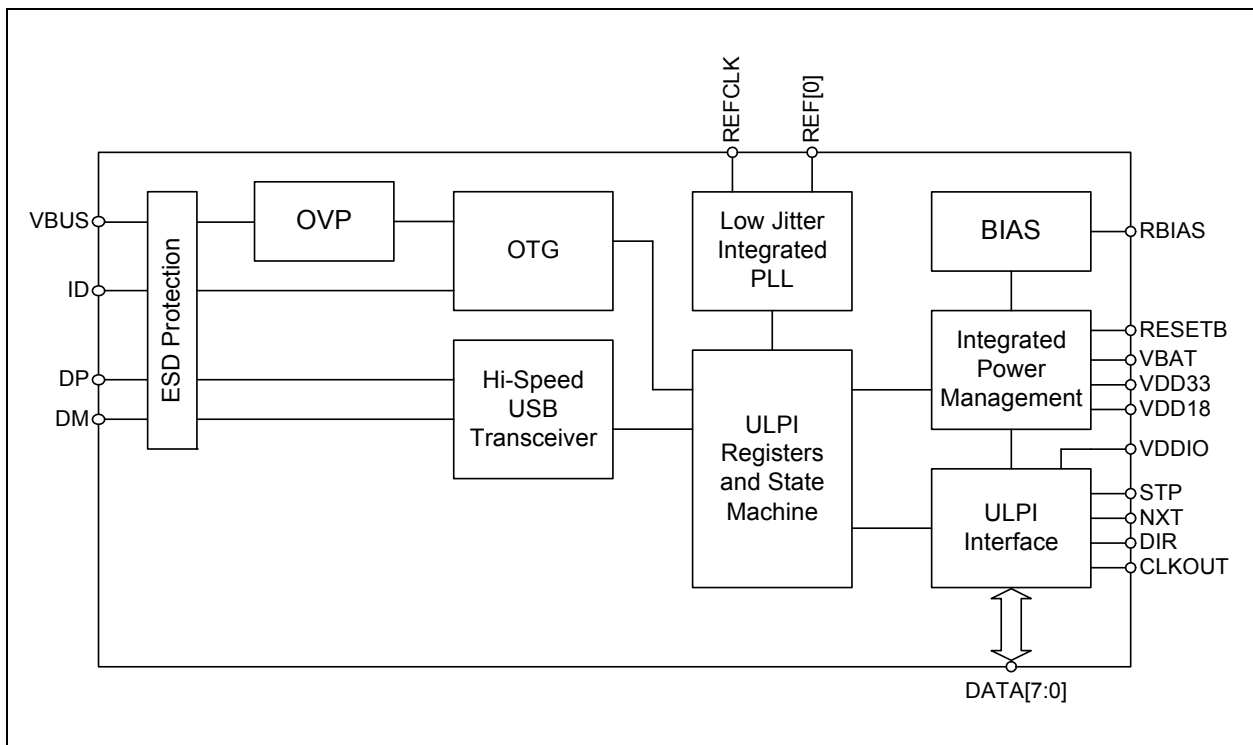 REFCLK
REF[0]
VBUS
ID
DP
DM
ESD Protection
OVP
OTG
Hi-Speed
USB
Transceiver
Low Jitter
Integrated
PLL
ULPI
Registers
and State
Machine
BIAS
Integrated
Power
Management
ULPI
Interface
RBIAS
RESETB
VBAT
VDD33
VDD18
VDDIO
STP
NXT
DIR
CLKOUT
DATA[7:0]